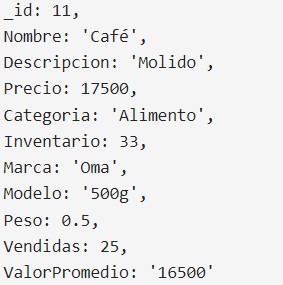 _id: 11,
Nombre: 'Café',
Descripcion: 'Molido',
Precio: 17500,
Categoria: 'Alimento',
Inventario: 33,
Marca: 'Oma',
Modelo: '500g',
Peso: 0.5,
Vendidas: 25,
ValorPromedio: '16500'